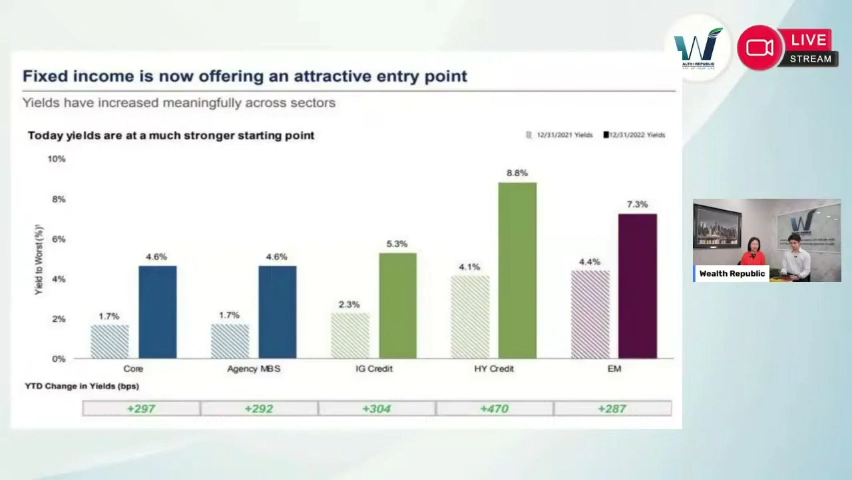 LIVE
STREAM
Fixed income is now offering an attractive entry point
Yields have increased meaningfully across sectors
Today yields are at a much stronger starting point
12/31/2021 Yields
12/31/2022 Yields
Yield to Worst (%)¹
10%
8%
6%
4%
2%
0%
1.7%
4.6%
1.7%
4.6%
2.3%
5.3%
4.1%
8.8%
4.4%
7.3%
Core
Agency MBS
IG Credit
HY Credit
EM
YTD Change in Yields (bps)
+297
+292
+304
+470
+287
Wealth Republic